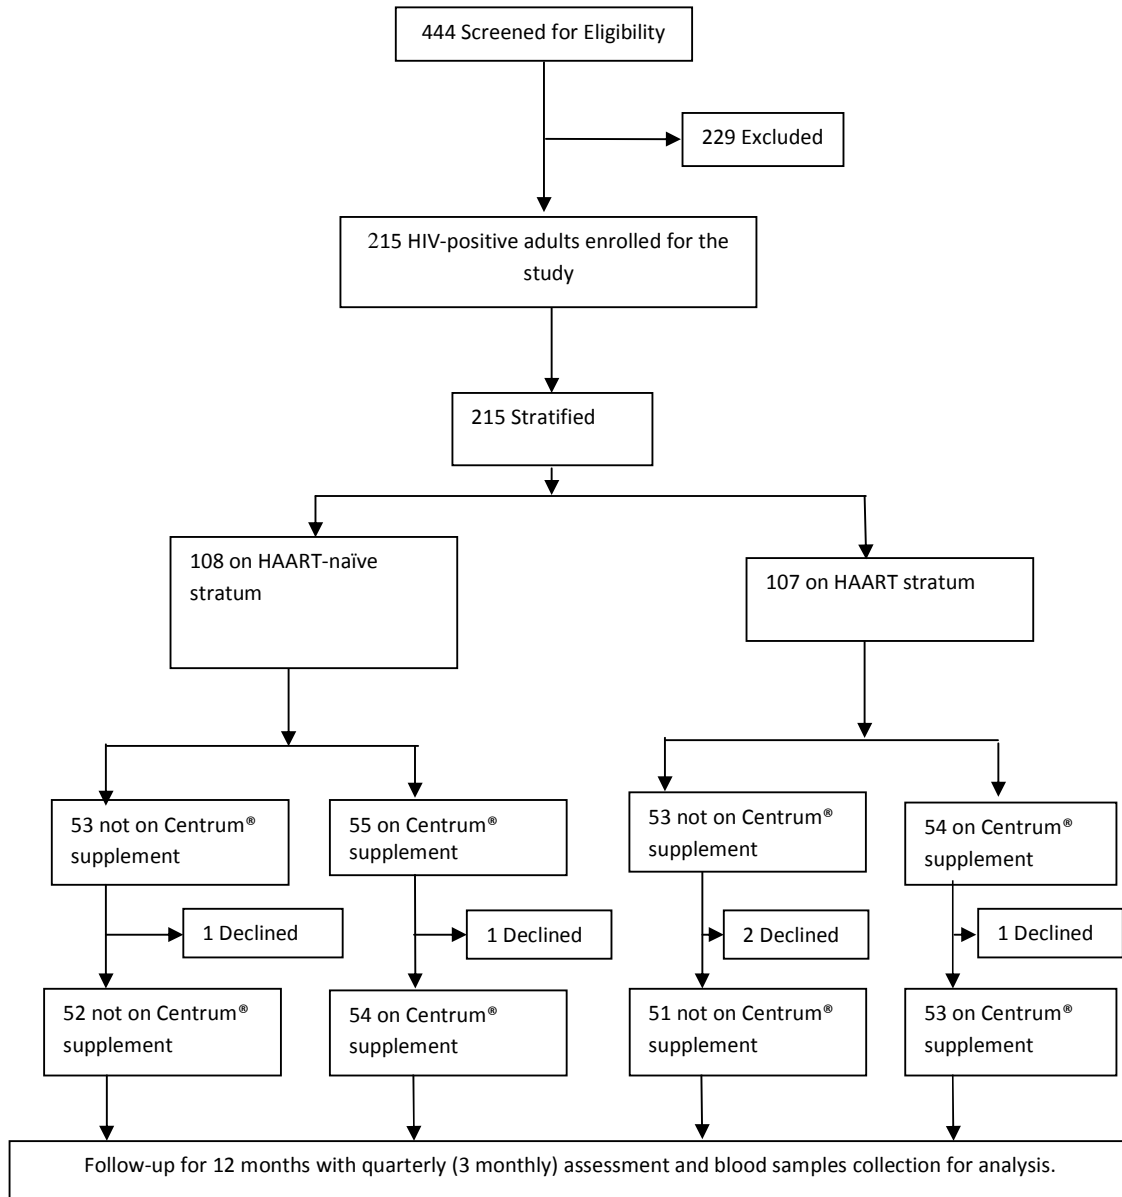 444 Screened for Eligibility
229 Excluded
215 HIV-positive adults enrolled for the
study
215 Stratified
108 on HAART-naïve
stratum
107 on HAART stratum
53 not on Centrum®
supplement
55 on Centrum®
supplement
53 not on Centrum®
supplement
54 on Centrum®
supplement
1 Declined
1 Declined
2 Declined
1 Declined
52 not on Centrum®
supplement
54 on Centrum®
supplement
51 not on Centrum®
supplement
53 on Centrum®
supplement
Follow-up for 12 months with quarterly (3 monthly) assessment and blood samples collection for analysis.